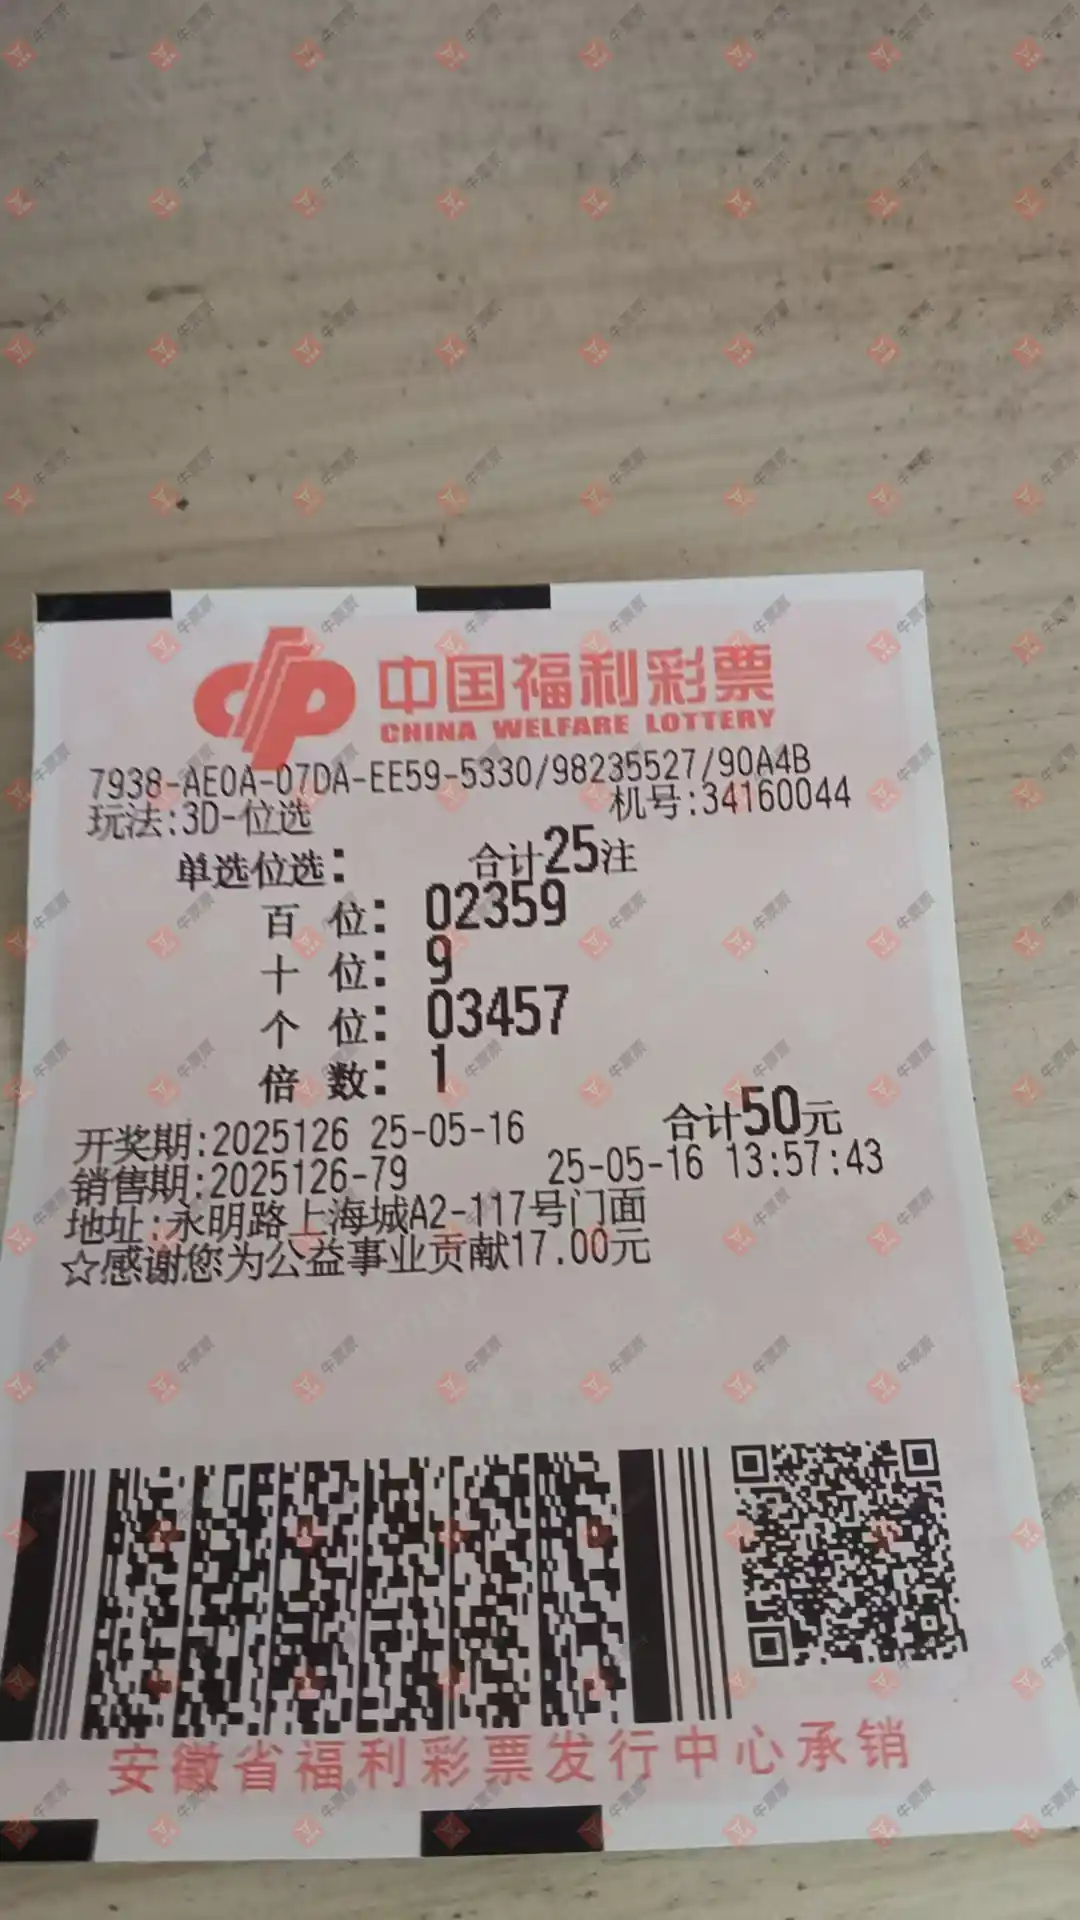 中国福利彩票
CHINA WELFARE LOTTERY
7938-AE0A-07DA-EE59-5330/98235527/90A4B
玩法:3D-位选 机号:34160044
单选位选: 合计25注
百 位: 02359
十 位: 9
个 位: 03457
倍 数: 1
开奖期:2025126 25-05-16 合计50元
销售期:2025126-79 25-05-16 13:57:43
地址:永明路上海城A2-117号门面
☆感谢您为公益事业贡献17.00元
安徽省福利彩票发行中心承销